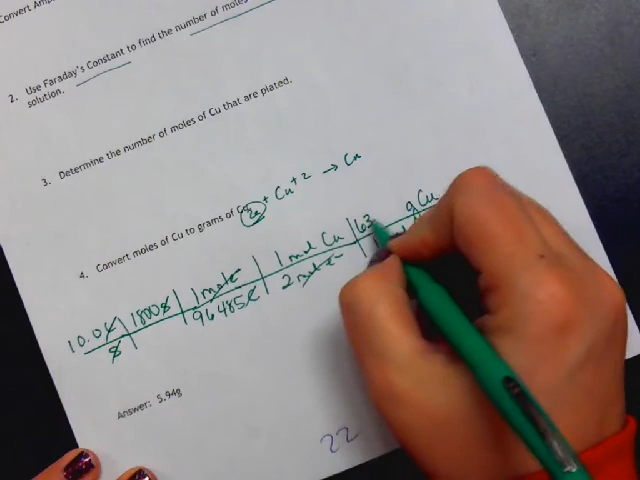 Convert Amp
2. Use Faraday's Constant to find the number of moles
solution.
3. Determine the number of moles of Cu that are plated.
4. Convert moles of Cu to grams of Cu.
2e + Cu+2 → Cu
10.0C 1800s 1 mole 1 mol Cu 63 g Cu
s 96485C 2 mole 1
Answer: 5.94g
22